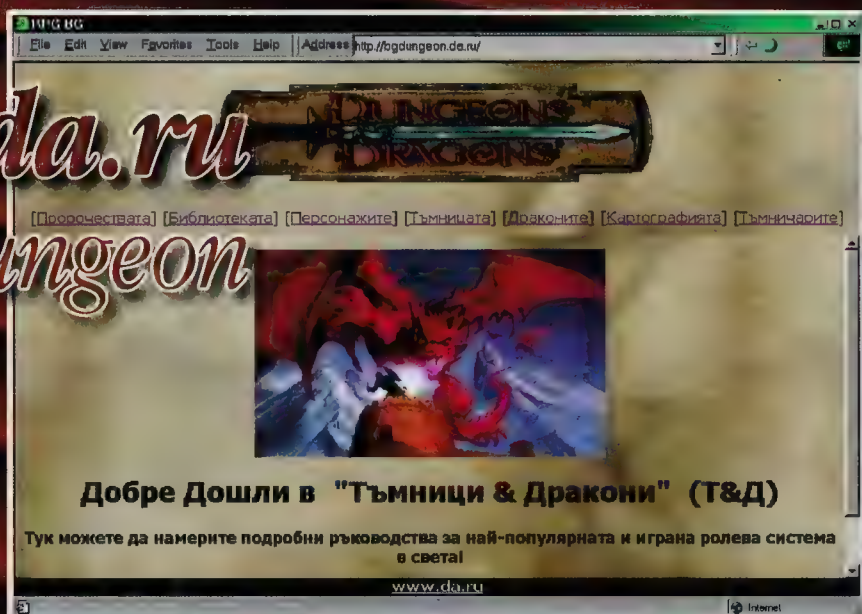 RPG BG
File Edit View Favorites Tools Help Address http://bgdungeon.da.ru/
da.ru
DUNGEONS
DRAGONS
[Пророчествата] [Библиотеката] [Персонажите] [Тъмницата] [Драконите] [Картографията] [Тъмничарите]
ungeon
Добре Дошли в "Тъмници & Дракони" (Т&Д)
Тук можете да намерите подробни ръководства за най-популярната и играна ролева система
в света!
www.da.ru
Internet